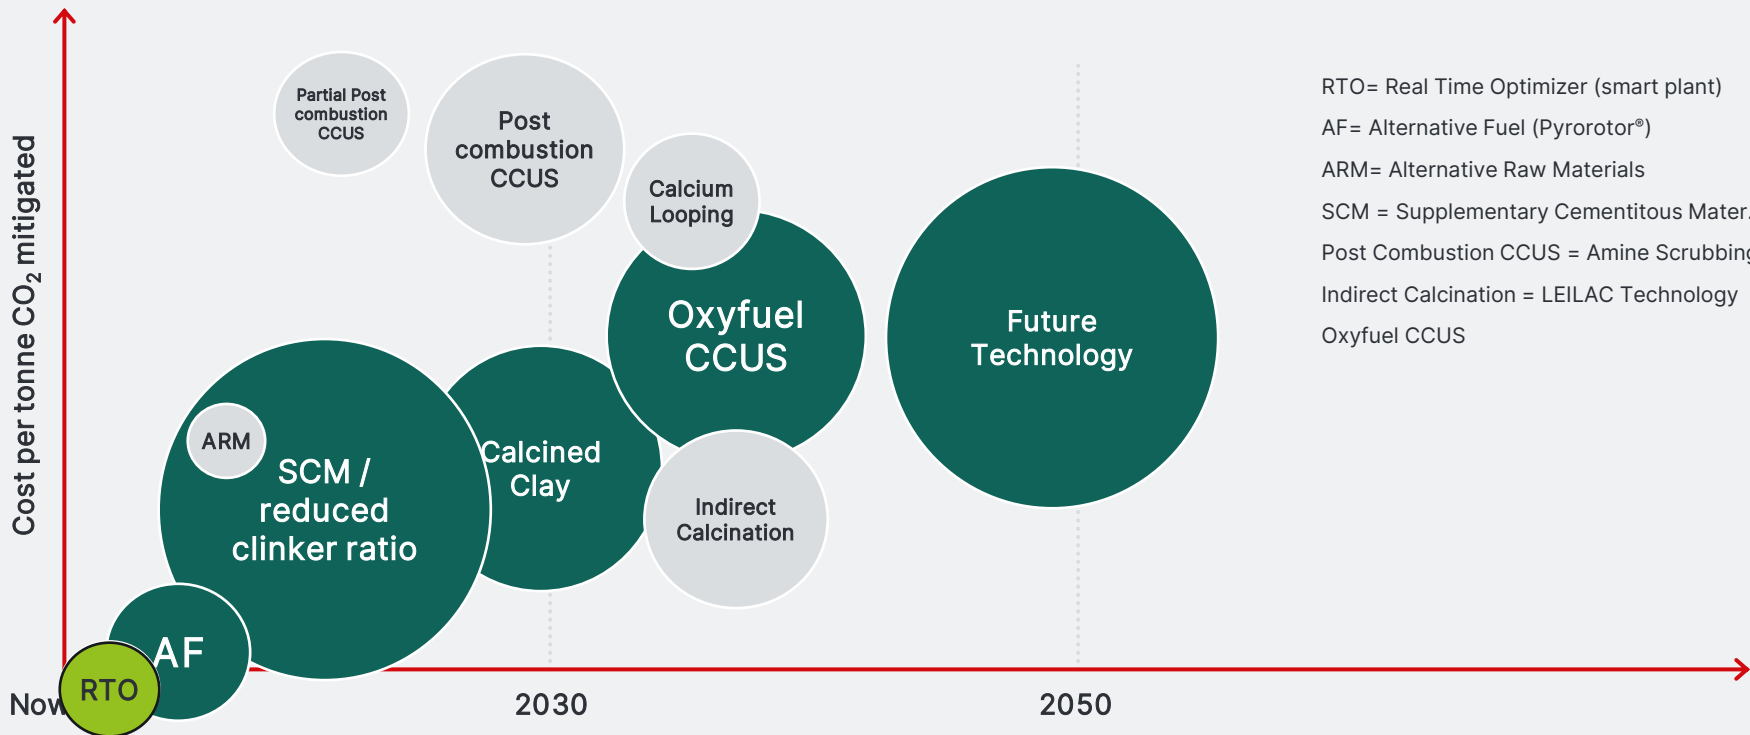 Cost per tonne CO₂ mitigated
Partial Post
combustion
CCUS
Post
combustion
CCUS
Calcium
Looping
Oxyfuel
CCUS
Future
Technology
ARM
SCM /
reduced
clinker ratio
Calcined
Clay
Indirect
Calcination
AF
RTO
Now
2030
2050
RTO= Real Time Optimizer (smart plant)
AF= Alternative Fuel (Pyrorotor®)
ARM= Alternative Raw Materials
SCM = Supplementary Cementitous Mater.
Post Combustion CCUS = Amine Scrubbing
Indirect Calcination = LEILAC Technology
Oxyfuel CCUS